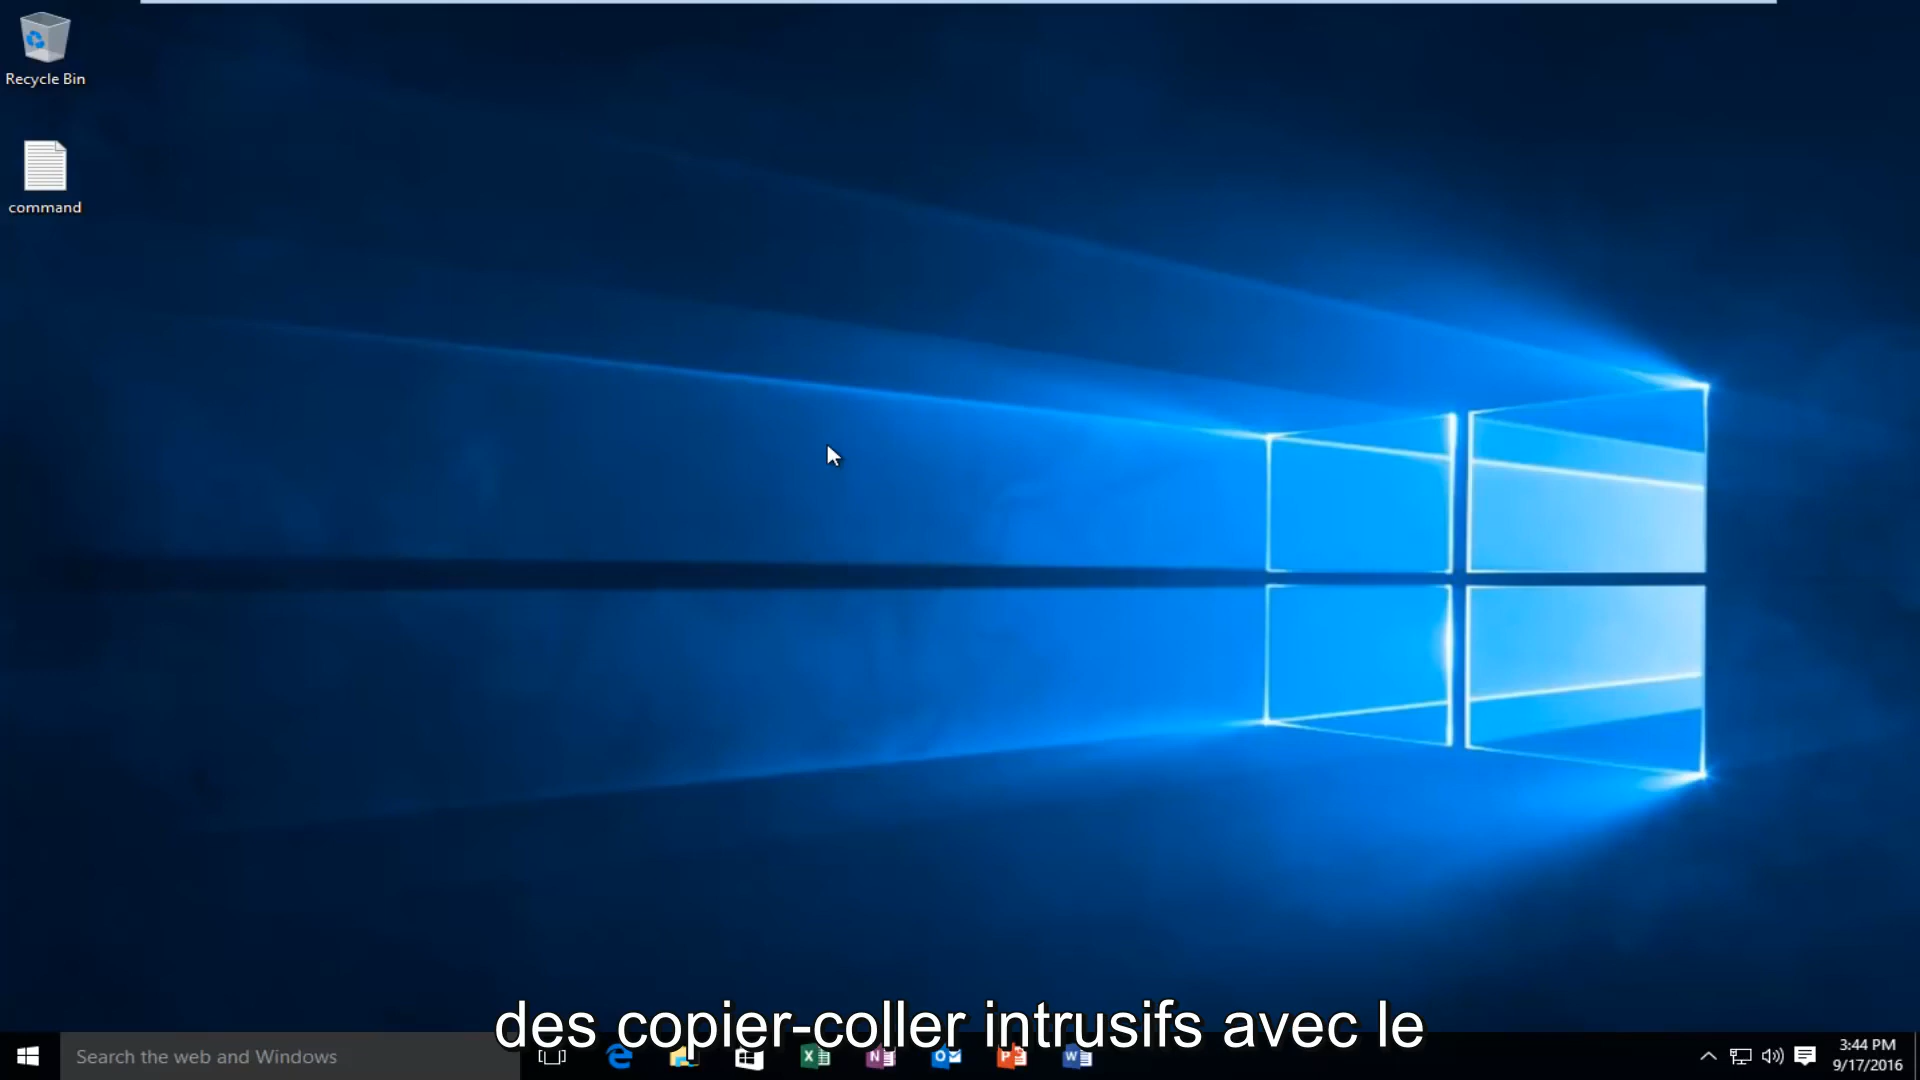 Recycle Bin
command
des copier-coller intrusifs avec le
Search the web and Windows
3:44 PM
9/17/2016